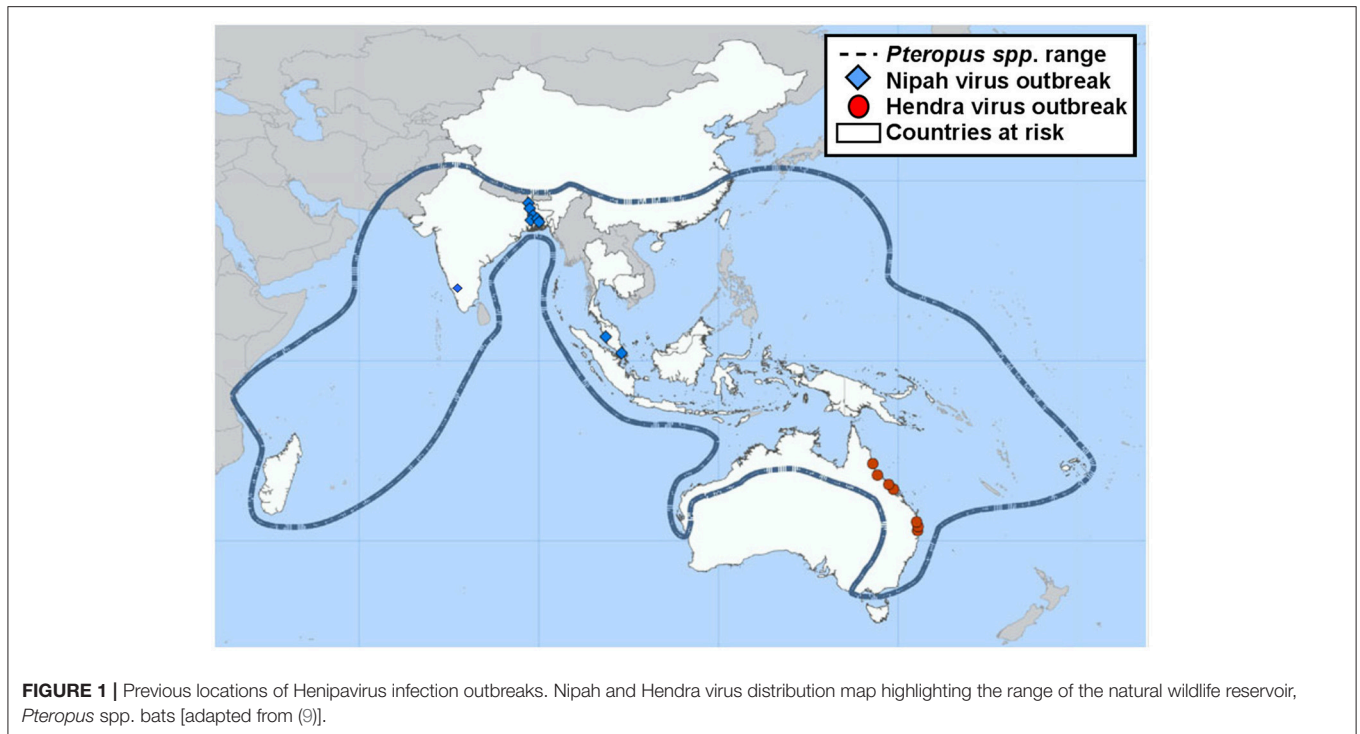 --- Pteropus spp. range
Nipah virus outbreak
Hendra virus outbreak
Countries at risk
FIGURE 1 | Previous locations of Henipavirus infection outbreaks. Nipah and Hendra virus distribution map highlighting the range of the natural wildlife reservoir,
Pteropus spp. bats [adapted from (9)].